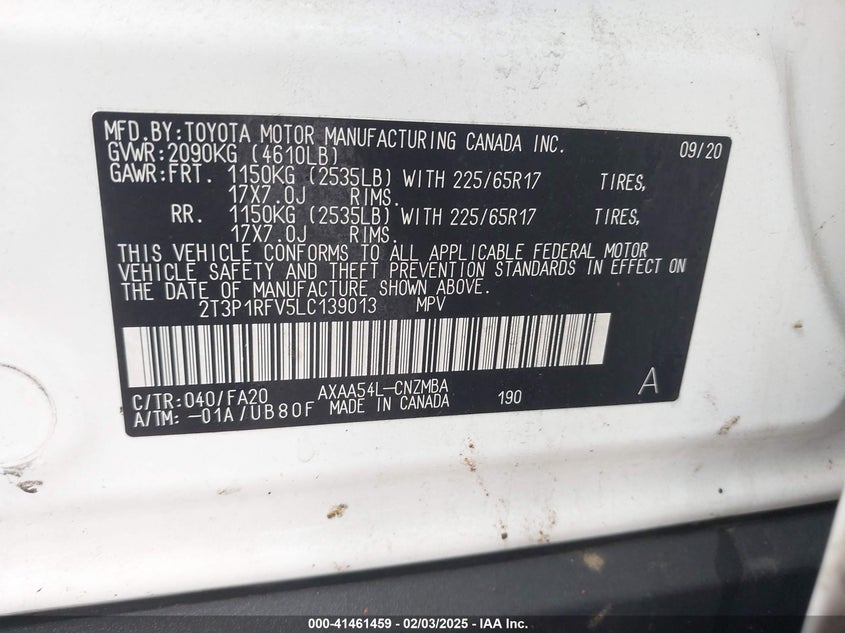 MFD.BY:TOYOTA MOTOR MANUFACTURING CANADA INC. 09/20
GVWR:2090KG (4610LB)
GAWR:FRT. 1150KG (2535LB) WITH 225/65R17 TIRES,
17X7.0J RIMS.
RR. 1150KG (2535LB) WITH 225/65R17 TIRES,
17X7.0J RIMS.
THIS VEHICLE CONFORMS TO ALL APPLICABLE FEDERAL MOTOR
VEHICLE SAFETY AND THEFT PREVENTION STANDARDS IN EFFECT ON
THE DATE OF MANUFACTURE SHOWN ABOVE.
2T3P1RFV5LC139013 MPV
C/TR:040/FA20 AXAA54L-CNZMBA A
A/TM: -01A/UB80F MADE IN CANADA 190
000-41461459 - 02/03/2025 - IAA Inc.